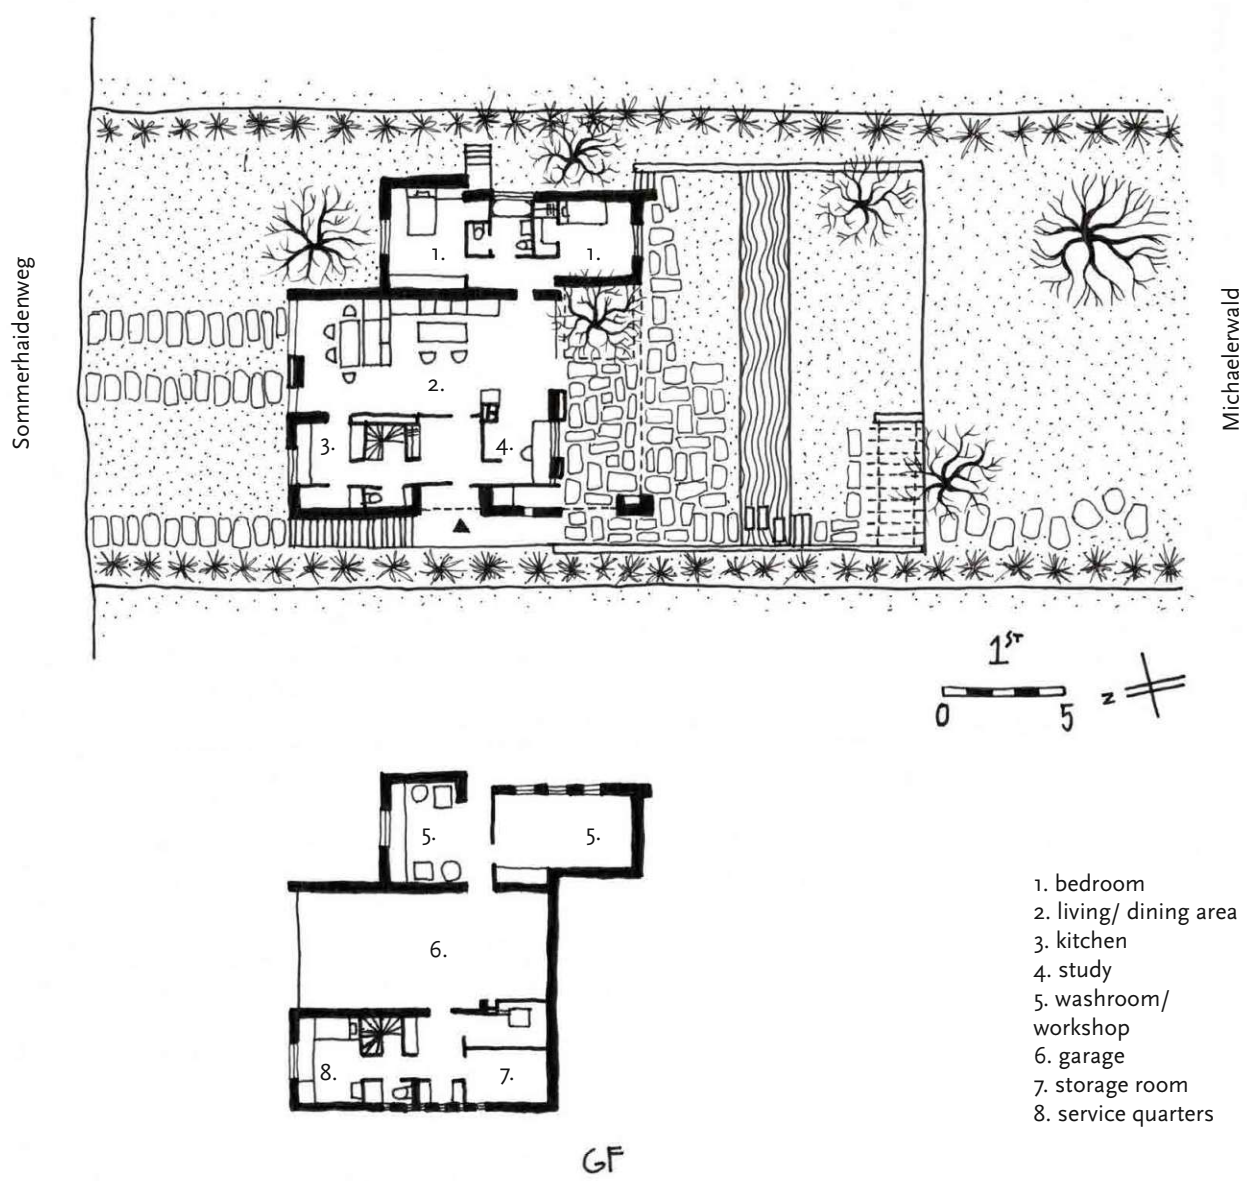 Sommerhaidenweg
Michaelerwald
1.
1.
2.
3.
4.
1ST
0
5
N
5.
5.
6.
8.
7.
GF
1. bedroom
2. living/ dining area
3. kitchen
4. study
5. washroom/
workshop
6. garage
7. storage room
8. service quarters